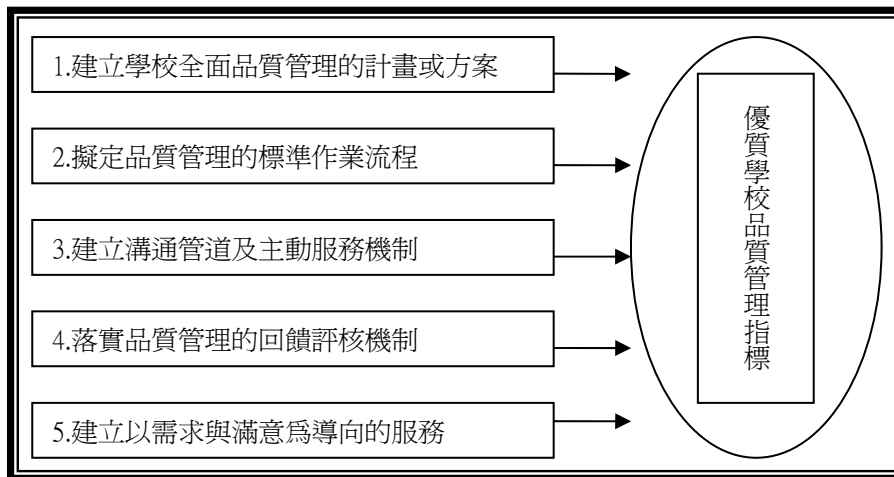 1.建立學校全面品質管理的計畫或方案
2.擬定品質管理的標準作業流程
3.建立溝通管道及主動服務機制
4.落實品質管理的回饋評核機制
5.建立以需求與滿意為導向的服務
優質學校品質管理指標